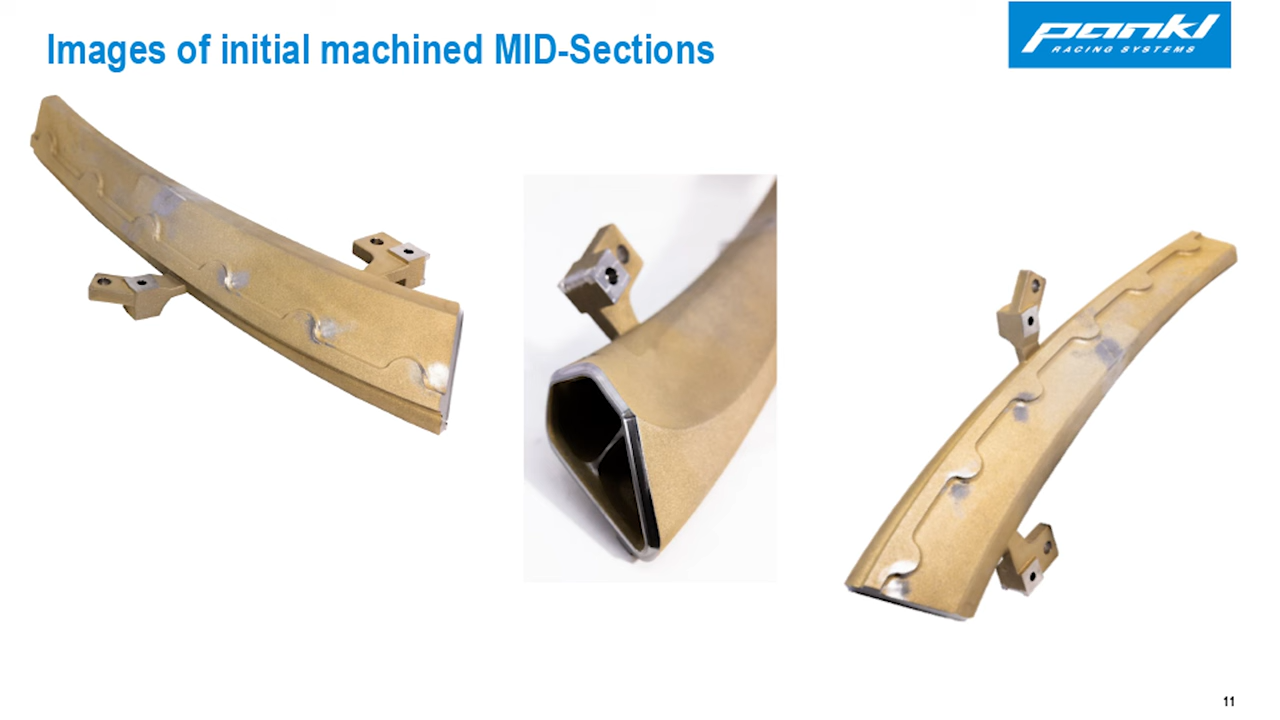 Images of initial machined MID-Sections
pankl
RACING SYSTEMS
11